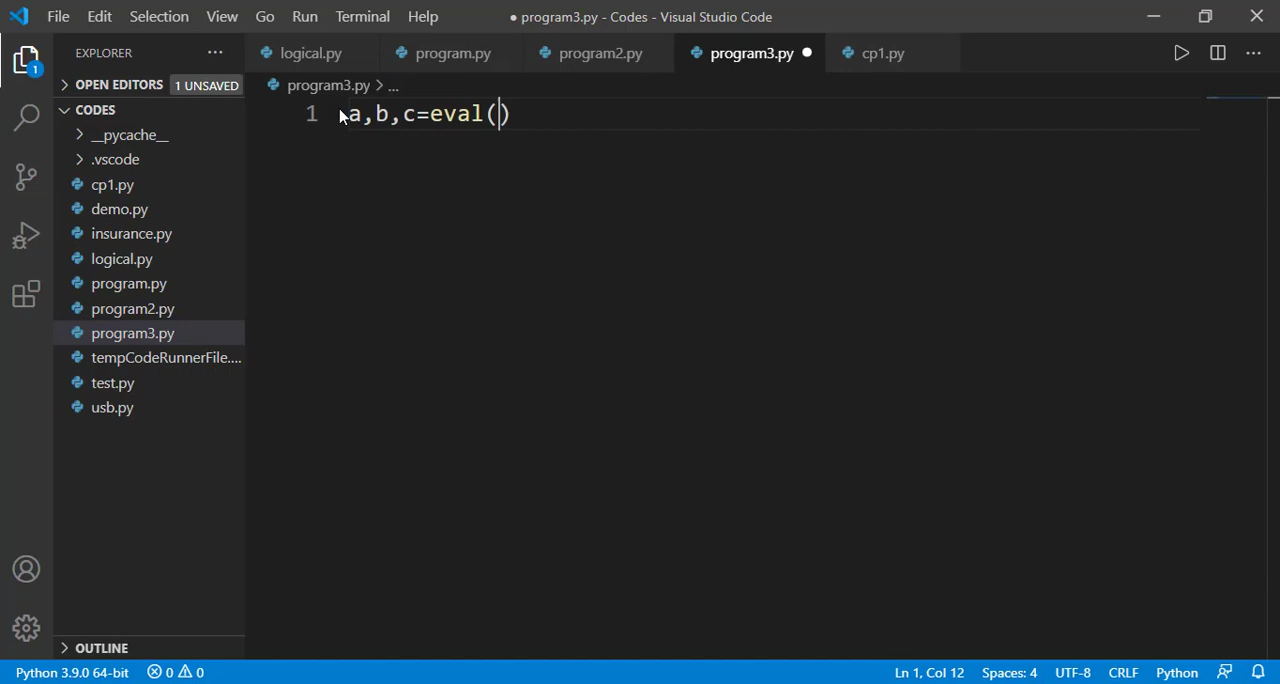 File Edit Selection View Go Run Terminal Help ● program3.py - Codes - Visual Studio Code
EXPLORER ...
logical.py program.py program2.py program3.py ● cp1.py
OPEN EDITORS 1 UNSAVED
program3.py > ...
CODES
1 a,b,c=eval()
__pycache__
.vscode
cp1.py
demo.py
insurance.py
logical.py
program.py
program2.py
program3.py
tempCodeRunnerFile....
test.py
usb.py
OUTLINE
1
Python 3.9.0 64-bit 0 0 Ln 1, Col 12 Spaces: 4 UTF-8 CRLF Python